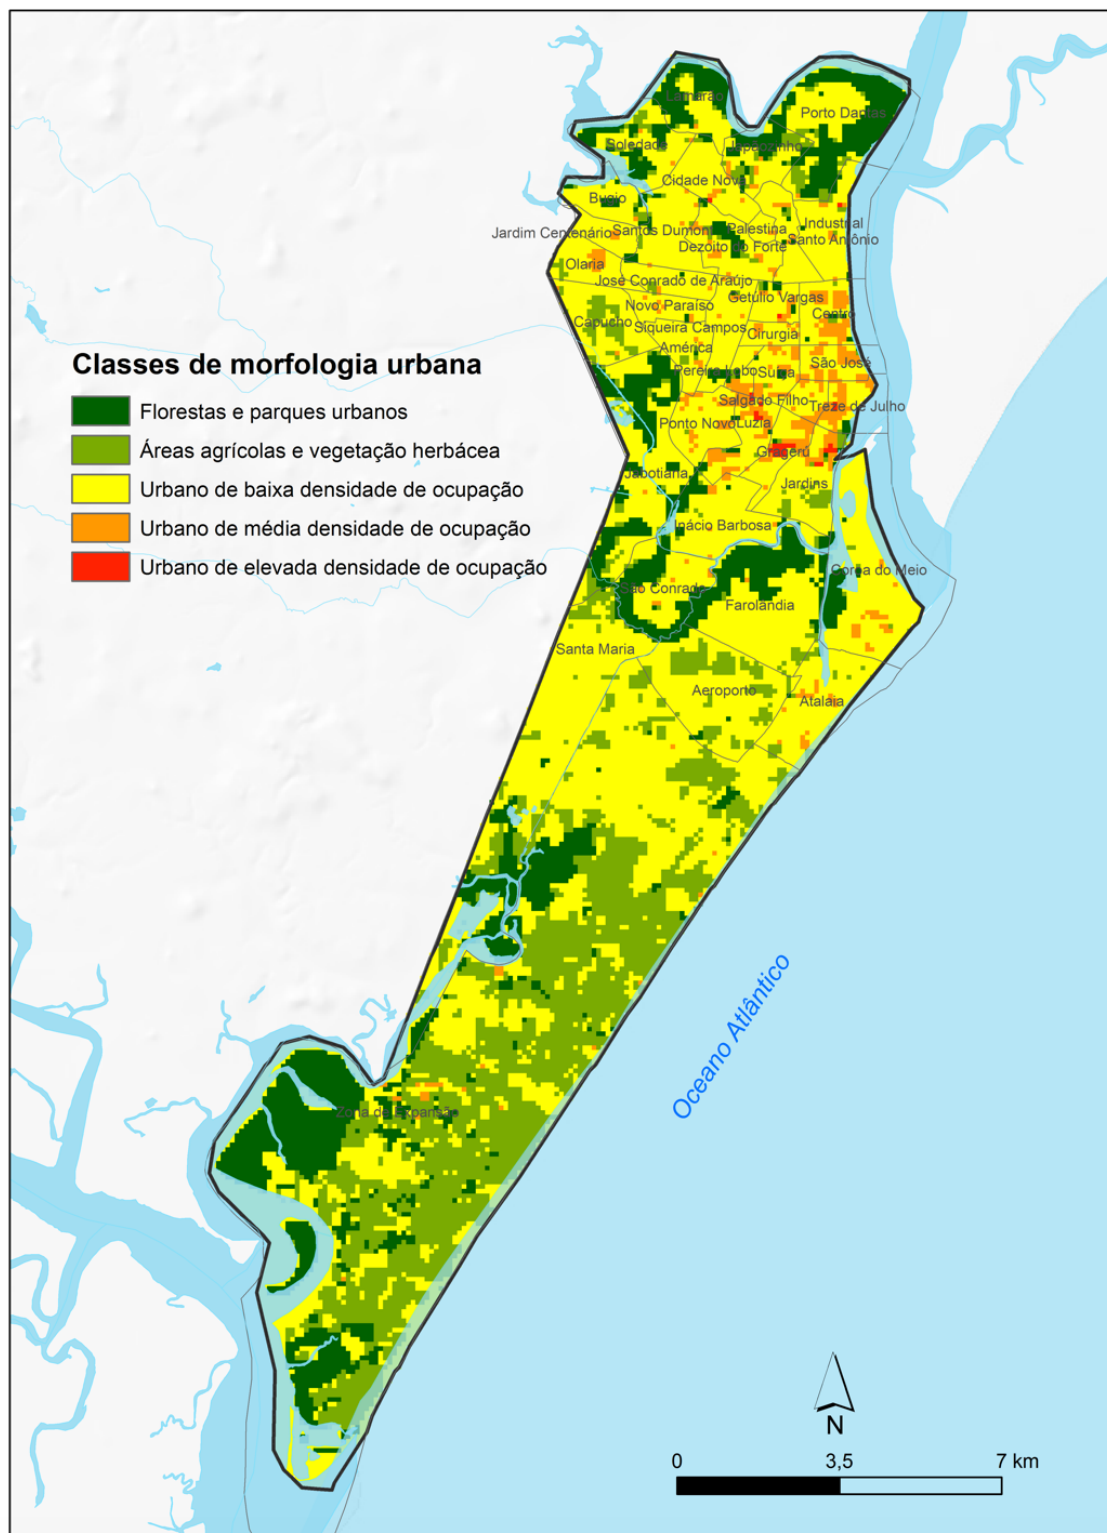 Lamarão
Porto Dantas
Soledade
Japãozinho
Cidade Nova
Bugio
Industrial
Jardim Centenário
Santos Dumont
Palestina
Santo Antônio
Dezoito do Forte
Olaria
José Conrado de Araújo
Getúlio Vargas
Novo Paraíso
Centro
Capucho
Siqueira Campos
Cirurgia
América
Classes de morfologia urbana
São José
Pereira Lobo
Suíça
Salgado Filho
Treze de Julho
Florestas e parques urbanos
Ponto Novo
Luzia
Áreas agrícolas e vegetação herbácea
Grageru
Jabotiana
Jardins
Urbano de baixa densidade de ocupação
Inácio Barbosa
Urbano de média densidade de ocupação
Urbano de elevada densidade de ocupação
Coroa do Meio
São Conrado
Farolândia
Santa Maria
Aeroporto
Atalaia
Oceano Atlântico
Zona de Expansão
N
0 3,5 7 km